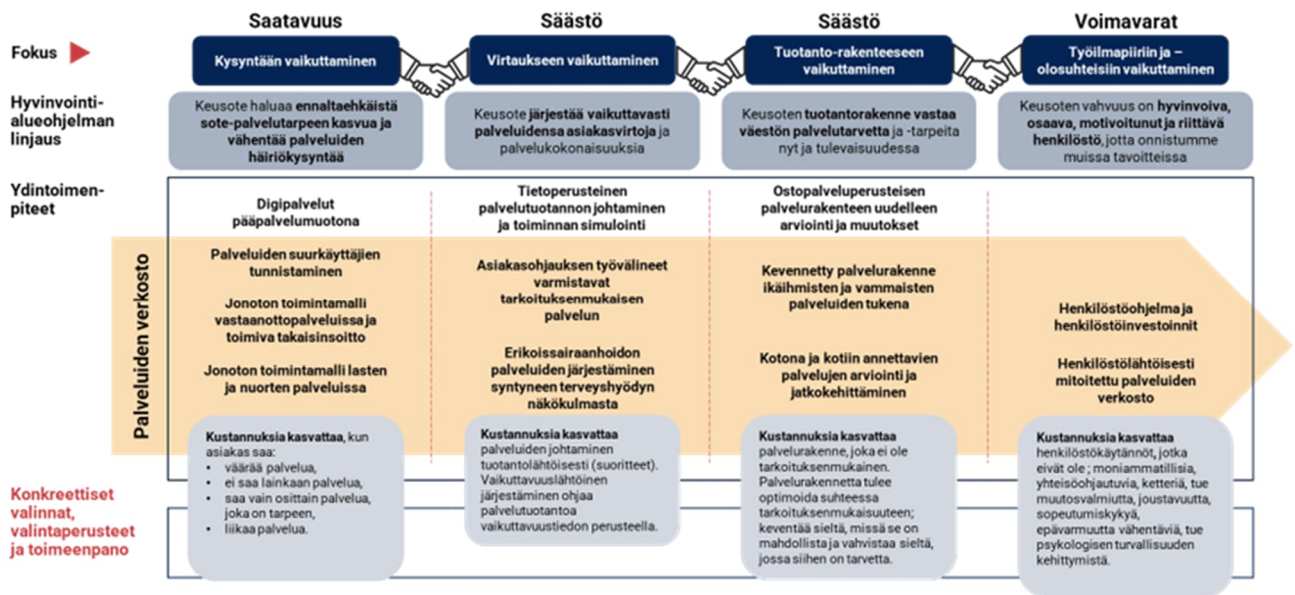 Saatavuus
Säästö
Säästö
Voimavarat
Fokus
Kysyntään vaikuttaminen
Virtaukseen vaikuttaminen
Tuotanto-rakenteeseen
vaikuttaminen
Työilmapiiriin ja –
olosuhteisiin vaikuttaminen
Hyvinvointi-
alueohjelman
linjaus
Keusote haluaa ennaltaehkäistä
sote-palvelutarpeen kasvua ja
vähentää palveluiden
häiriökysyntää
Keusote järjestää vaikuttavasti
palveluidensa asiakasvirtoja ja
palvelukokonaisuuksia
Keusoten tuotantorakenne vastaa
väestön palvelutarvetta ja -tarpeita
nyt ja tulevaisuudessa
Keusoten vahvuus on hyvinvoiva,
osaava, motivoitunut ja riittävä
henkilöstö, jotta onnistumme
muissa tavoitteissa
Ydintoimen-
piteet
Palveluiden verkosto
Digipalvelut
pääpalvelumuotona
Palveluiden suurkäyttäjien
tunnistaminen
Jonoton toimintamalli
vastaanottopalveluissa ja
toimiva takaisinsoitto
Jonoton toimintamalli lasten
ja nuorten palveluissa
Tietoperusteinen
palvelutuotannon johtaminen
ja toiminnan simulointi
Asiakasohjauksen työvälineet
varmistavat
tarkoituksenmukaisen
palvelun
Erikoissairaanhoidon
palveluiden järjestäminen
syntyneen terveyshyödyn
näkökulmasta
Ostopalveluperusteisen
palvelurakenteen uudelleen
arviointi ja muutokset
Kevennetty palvelurakenne
ikäihmisten ja vammaisten
palveluiden tukena
Kotona ja kotiin annettavien
palvelujen arviointi ja
jatkokehittäminen
Henkilöstöohjelma ja
henkilöstöinvestoinnit
Henkilöstölähtöisesti
mitoitettu palveluiden
verkosto
Konkreettiset
valinnat,
valintaperusteet
ja toimeenpano
Kustannuksia kasvattaa, kun
asiakas saa:
• väärää palvelua,
• ei saa lainkaan palvelua,
• saa vain osittain palvelua,
joka on tarpeen,
• liikaa palvelua.
Kustannuksia kasvattaa
palveluiden johtaminen
tuotantolähtöisesti (suoritteet).
Vaikuttavuuslähtöinen
järjestäminen ohjaa
palvelutuotantoa
vaikuttavuustiedon perusteella.
Kustannuksia kasvattaa
palvelurakenne, joka ei ole
tarkoituksenmukainen.
Palvelurakennetta tulee
optimoida suhteessa
tarkoituksenmukaisuuteen;
keventää sieltä, missä se on
mahdollista ja vahvistaa sieltä,
jossa siihen on tarvetta.
Kustannuksia kasvattaa
henkilöstökäytännöt, jotka
eivät ole ; moniammatillisia,
yhteisöohjautuvia, ketteriä, tue
muutosvalmiutta, joustavuutta,
sopeutumiskykyä,
epävarmuutta vähentäviä, tue
psykologisen turvallisuuden
kehittymistä.